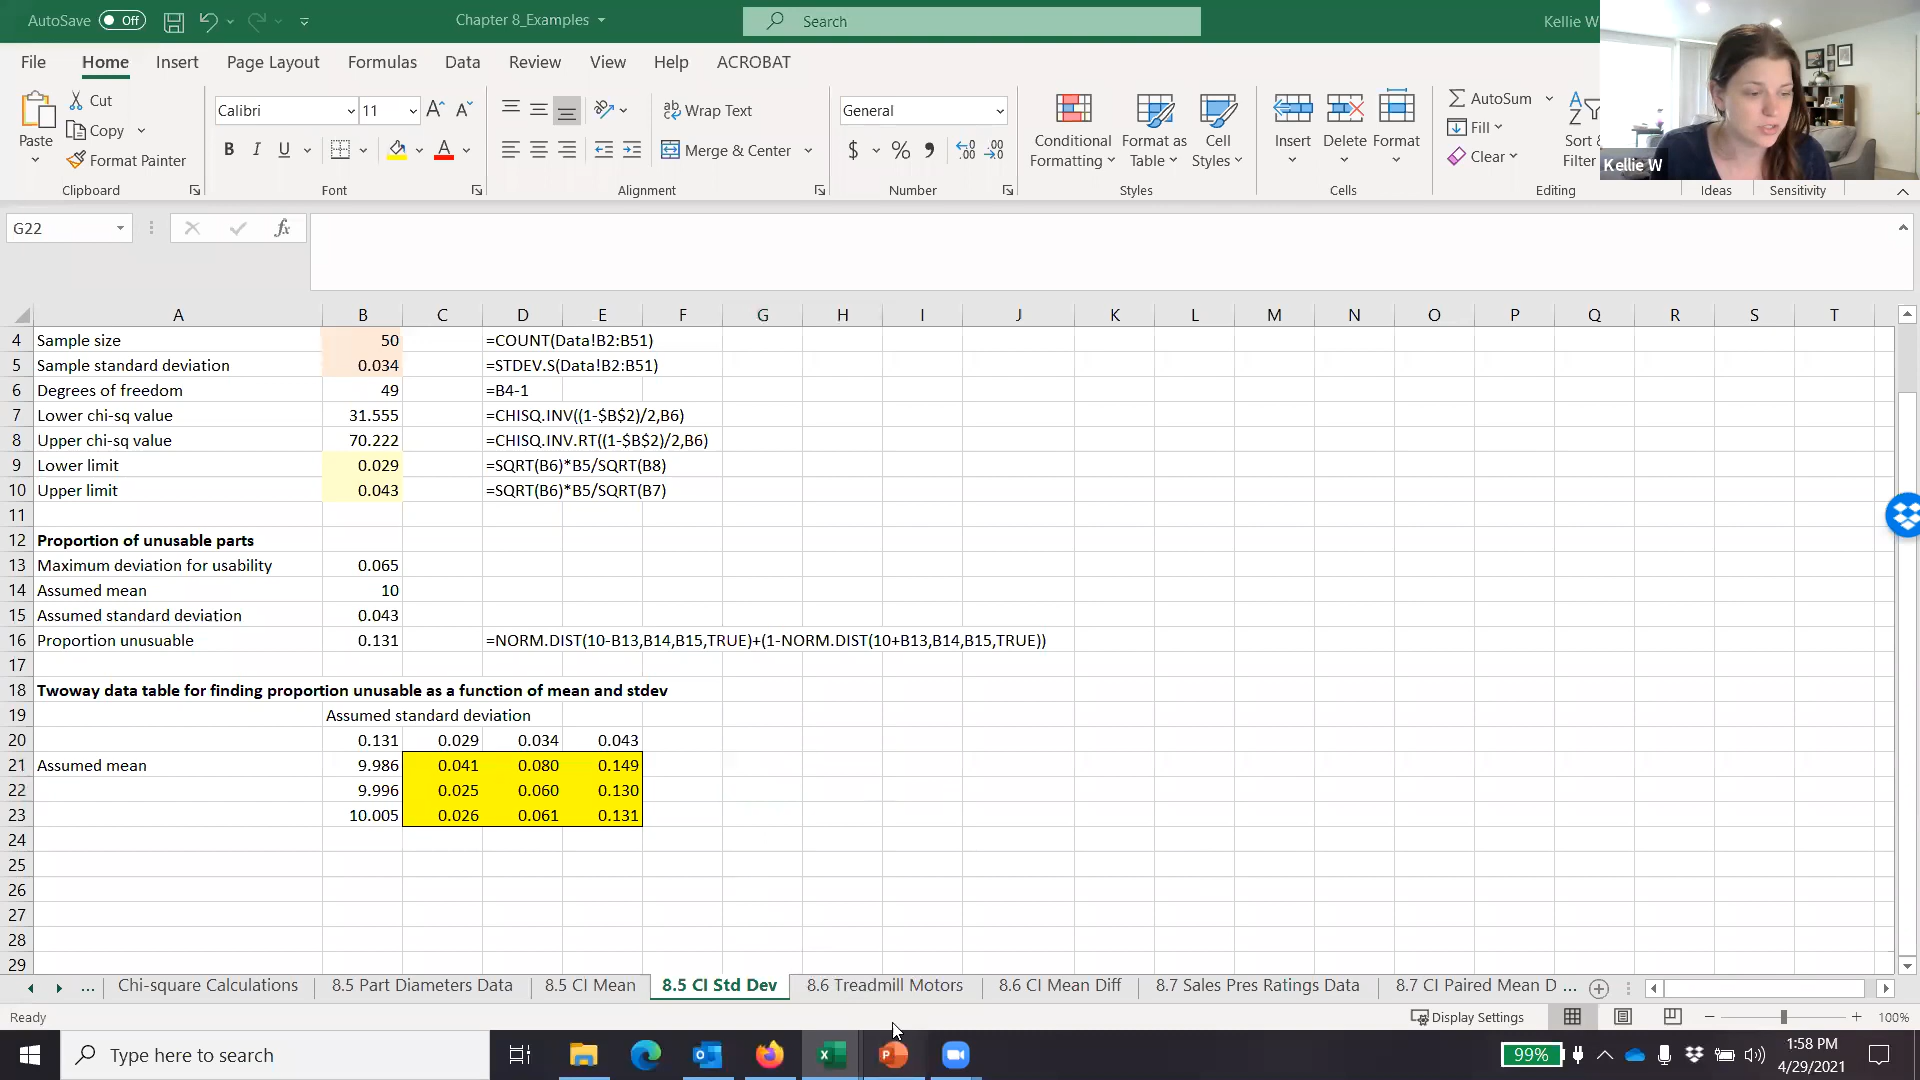 AutoSave Off
Chapter 8_Examples
Search
Kellie W
File Home Insert Page Layout Formulas Data Review View Help ACROBAT
Paste
Cut
Copy
Format Painter
Clipboard
Calibri 11
B I U
Font
Wrap Text
Merge & Center
Alignment
General
$ % 9
Number
Conditional Formatting
Format as Table
Cell Styles
Styles
Insert Delete Format
Cells
AutoSum
Fill
Clear
Sort &
Filter
Editing
Ideas
Sensitivity
Kellie W
G22
fx
A B C D E F G H I J K L M N O P Q R S T
4 Sample size 50 =COUNT(Data!B2:B51)
5 Sample standard deviation 0.034 =STDEV.S(Data!B2:B51)
6 Degrees of freedom 49 =B4-1
7 Lower chi-sq value 31.555 =CHISQ.INV((1-$B$2)/2,B6)
8 Upper chi-sq value 70.222 =CHISQ.INV.RT((1-$B$2)/2,B6)
9 Lower limit 0.029 =SQRT(B6)*B5/SQRT(B8)
10 Upper limit 0.043 =SQRT(B6)*B5/SQRT(B7)
11
12 Proportion of unusable parts
13 Maximum deviation for usability 0.065
14 Assumed mean 10
15 Assumed standard deviation 0.043
16 Proportion unusuable 0.131 =NORM.DIST(10-B13,B14,B15,TRUE)+(1-NORM.DIST(10+B13,B14,B15,TRUE))
17
18 Twoway data table for finding proportion unusable as a function of mean and stdev
19 Assumed standard deviation
20 0.131 0.029 0.034 0.043
21 Assumed mean 9.986 0.041 0.080 0.149
22 9.996 0.025 0.060 0.130
23 10.005 0.026 0.061 0.131
24
25
26
27
28
29
... Chi-square Calculations 8.5 Part Diameters Data 8.5 CI Mean 8.5 CI Std Dev 8.6 Treadmill Motors 8.6 CI Mean Diff 8.7 Sales Pres Ratings Data 8.7 CI Paired Mean D ...
Ready
Display Settings
100%
Type here to search
99%
1:58 PM
4/29/2021